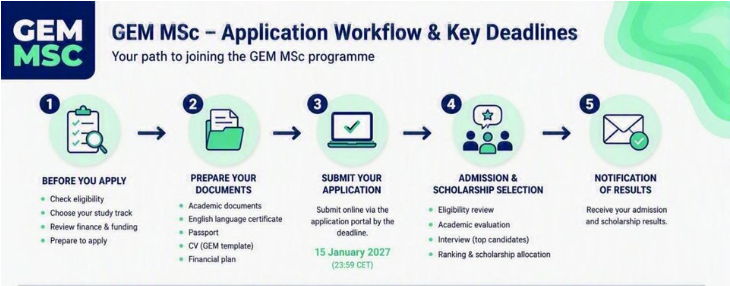 GEM
MSC
GEM MSc – Application Workflow & Key Deadlines
Your path to joining the GEM MSc programme
1
BEFORE YOU APPLY
Check eligibility
Choose your study track
Review finance & funding
Prepare to apply
2
PREPARE YOUR
DOCUMENTS
Academic documents
English language certificate
Passport
CV (GEM template)
Financial plan
3
SUBMIT YOUR
APPLICATION
Submit online via the
application portal by the
deadline.
15 January 2027
(23:59 CET)
4
ADMISSION &
SCHOLARSHIP SELECTION
Eligibility review
Academic evaluation
Interview (top candidates)
Ranking & scholarship allocation
5
NOTIFICATION
OF RESULTS
Receive your admission
and scholarship results.